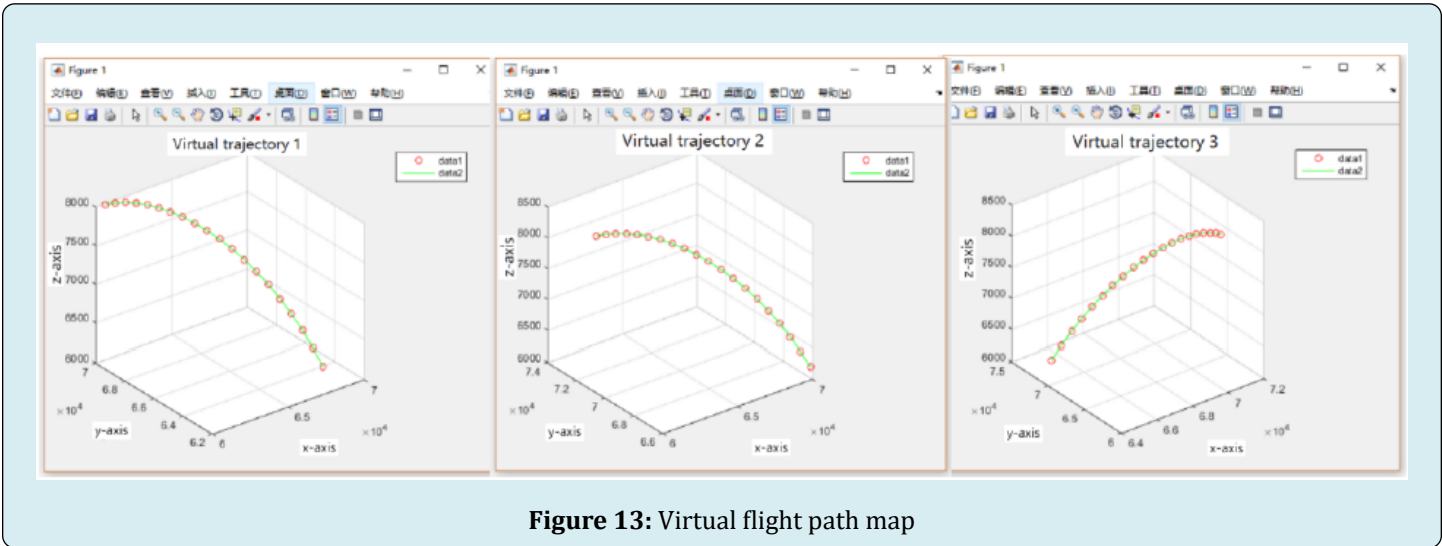 Figure 1
文件(F) 编辑(E) 查看(V) 插入(I) 工具(T) 桌面(D) 窗口(W) 帮助(H)
Virtual trajectory 1
data1
data2
8000
7500
7000
6500
6000
z-axis
7
6.8
6.6
6.4
6.2
×10⁴
y-axis
6
6.5
7
×10⁴
x-axis
Figure 1
文件(F) 编辑(E) 查看(V) 插入(I) 工具(T) 桌面(D) 窗口(W) 帮助(H)
Virtual trajectory 2
data1
data2
8500
8000
7500
7000
6500
6000
z-axis
7.4
7.2
7
6.8
6.6
×10⁴
y-axis
6
6.5
7
×10⁴
x-axis
Figure 1
文件(F) 编辑(E) 查看(V) 插入(I) 工具(T) 桌面(D) 窗口(W) 帮助(H)
Virtual trajectory 3
data1
data2
8500
8000
7500
7000
6500
6000
z-axis
7.5
7
6.5
6
×10⁴
y-axis
6.4
6.6
6.8
7
7.2
×10⁴
x-axis
Figure 13: Virtual flight path map